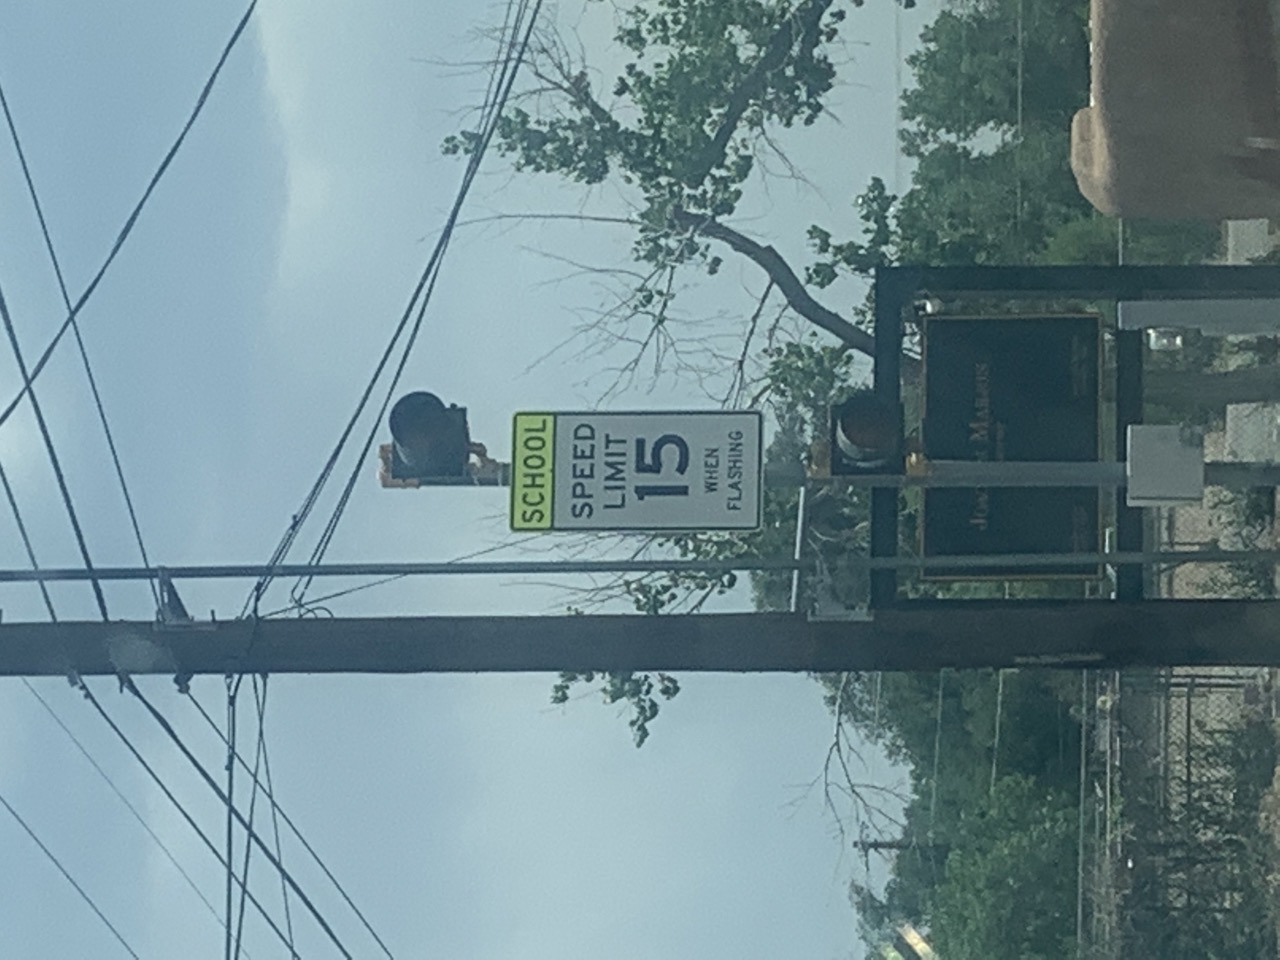 SCHOOL
SPEED
LIMIT
15
WHEN
FLASHING